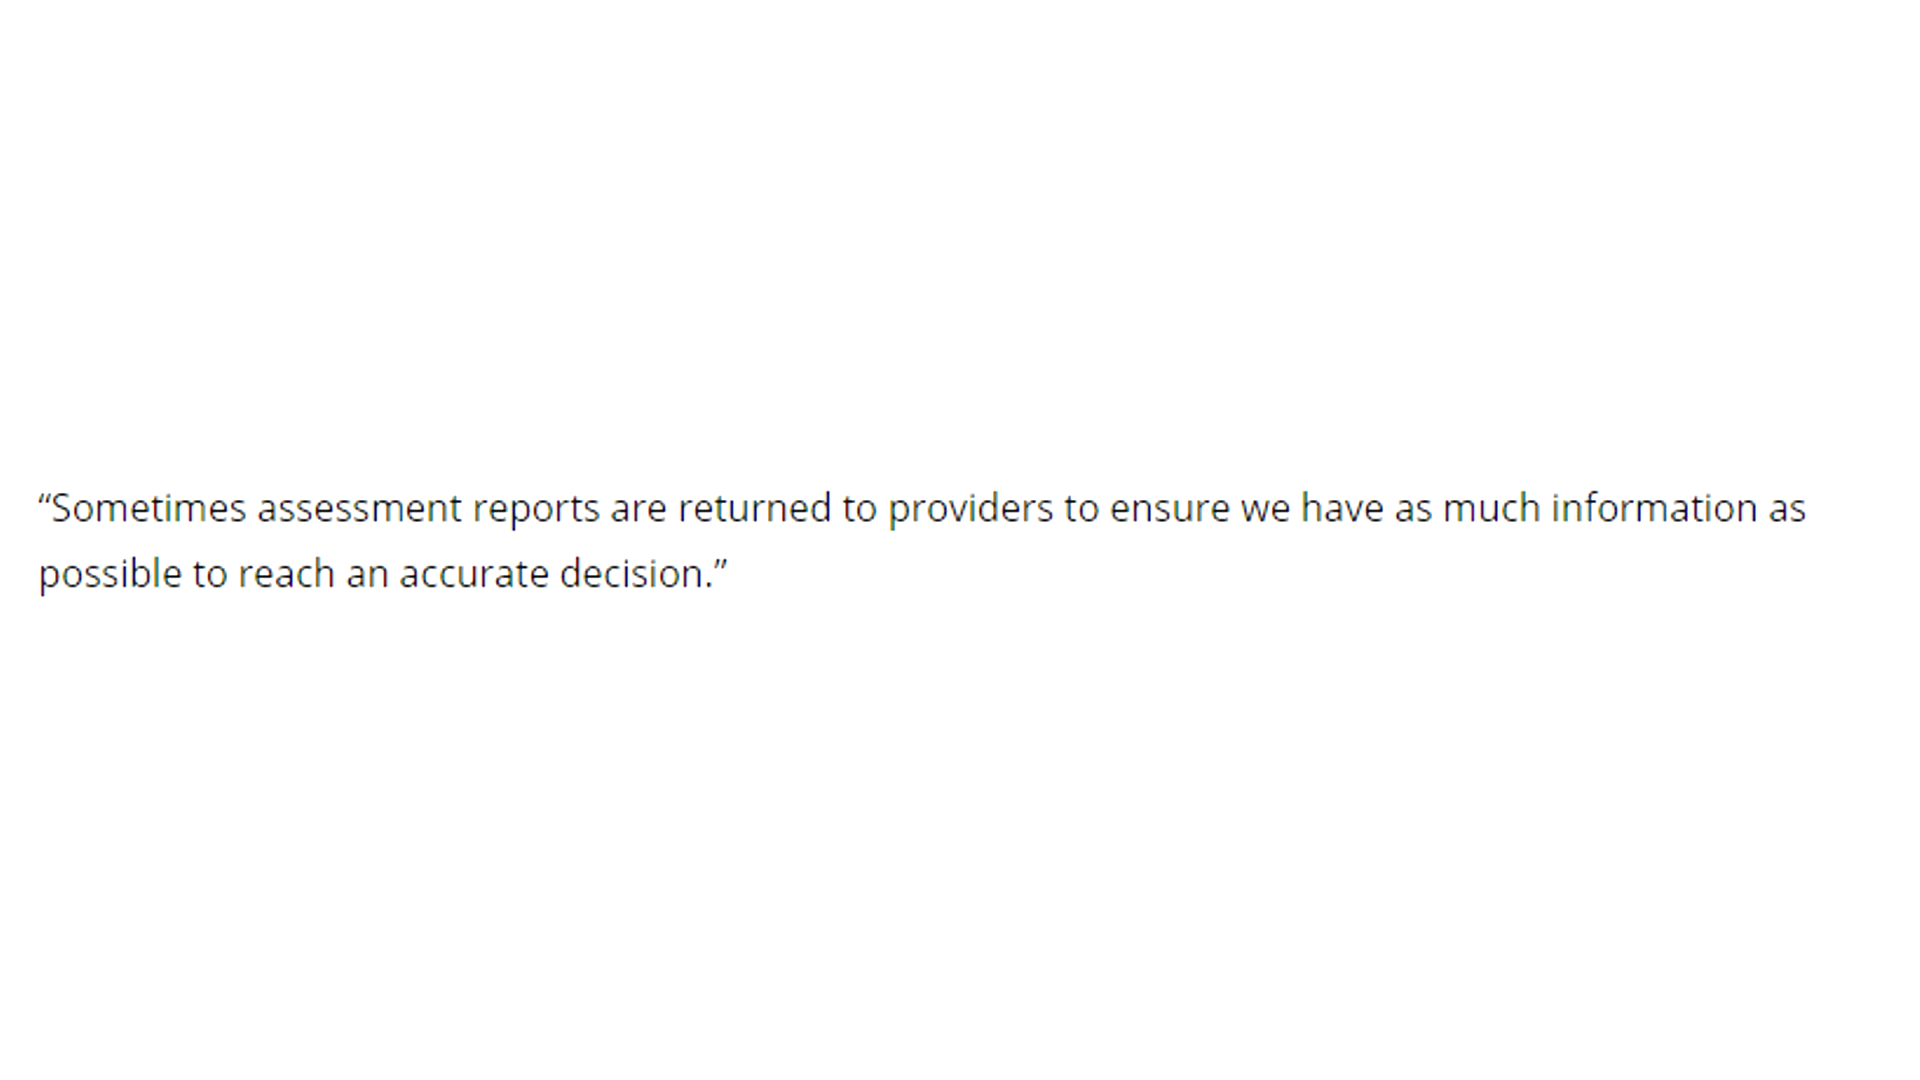 “Sometimes assessment reports are returned to providers to ensure we have as much information as
possible to reach an accurate decision.”